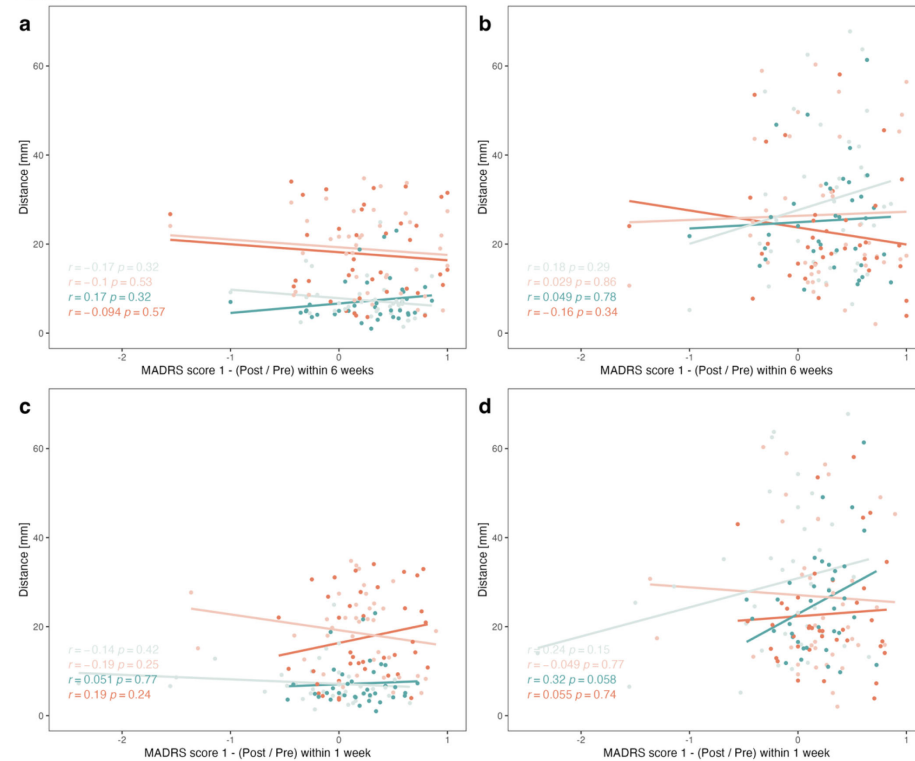 a
60
40
20
0
Distance [mm]
r = −0.17 p = 0.32
r = −0.1 p = 0.53
r = 0.17 p = 0.32
r = −0.094 p = 0.57
-2
-1
0
1
MADRS score 1 - (Post / Pre) within 6 weeks
b
60
40
20
0
Distance [mm]
r = 0.18 p = 0.29
r = 0.029 p = 0.86
r = 0.049 p = 0.78
r = −0.16 p = 0.34
-2
-1
0
1
MADRS score 1 - (Post / Pre) within 6 weeks
c
60
40
20
0
Distance [mm]
r = −0.14 p = 0.42
r = −0.19 p = 0.25
r = 0.051 p = 0.77
r = 0.19 p = 0.24
-2
-1
0
1
MADRS score 1 - (Post / Pre) within 1 week
d
60
40
20
0
Distance [mm]
r = 0.24 p = 0.15
r = −0.049 p = 0.77
r = 0.32 p = 0.058
r = 0.055 p = 0.74
-2
-1
0
1
MADRS score 1 - (Post / Pre) within 1 week